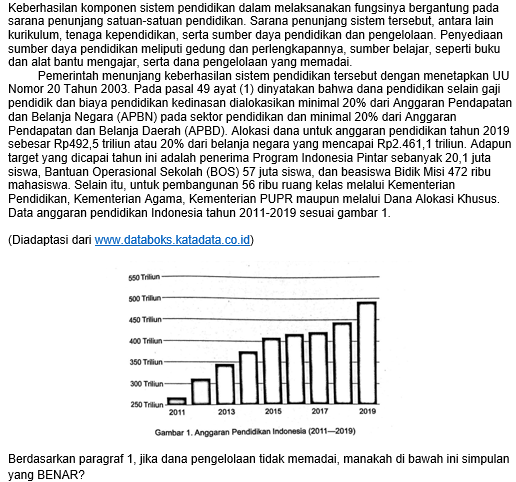 Keberhasilan komponen sistem pendidikan dalam melaksanakan fungsinya bergantung pada
sarana penunjang satuan-satuan pendidikan. Sarana penunjang sistem tersebut, antara lain
kurikulum, tenaga kependidikan, serta sumber daya pendidikan dan pengelolaan. Penyediaan
sumber daya pendidikan meliputi gedung dan perlengkapannya, sumber belajar, seperti buku
dan alat bantu mengajar, serta dana pengelolaan yang memadai.
Pemerintah menunjang keberhasilan sistem pendidikan tersebut dengan menetapkan UU
Nomor 20 Tahun 2003. Pada pasal 49 ayat (1) dinyatakan bahwa dana pendidikan selain gaji
pendidik dan biaya pendidikan kedinasan dialokasikan minimal 20% dari Anggaran Pendapatan
dan Belanja Negara (APBN) pada sektor pendidikan dan minimal 20% dari Anggaran
Pendapatan dan Belanja Daerah (APBD). Alokasi dana untuk anggaran pendidikan tahun 2019
sebesar Rp492,5 triliun atau 20% dari belanja negara yang mencapai Rp2.461,1 triliun. Adapun
target yang dicapai tahun ini adalah penerima Program Indonesia Pintar sebanyak 20,1 juta
siswa, Bantuan Operasional Sekolah (BOS) 57 juta siswa, dan beasiswa Bidik Misi 472 ribu
mahasiswa. Selain itu, untuk pembangunan 56 ribu ruang kelas melalui Kementerian
Pendidikan, Kementerian Agama, Kementerian PUPR maupun melalui Dana Alokasi Khusus.
Data anggaran pendidikan Indonesia tahun 2011-2019 sesuai gambar 1.
(Diadaptasi dari www.databoks.katadata.co.id)
550 Triliun
500 Triliun
450 Triliun
400 Triliun
350 Triliun
300 Triliun
250 Triliun
2011 2013 2015 2017 2019
Gambar 1. Anggaran Pendidikan Indonesia (2011—2019)
Berdasarkan paragraf 1, jika dana pengelolaan tidak memadai, manakah di bawah ini simpulan
yang BENAR?